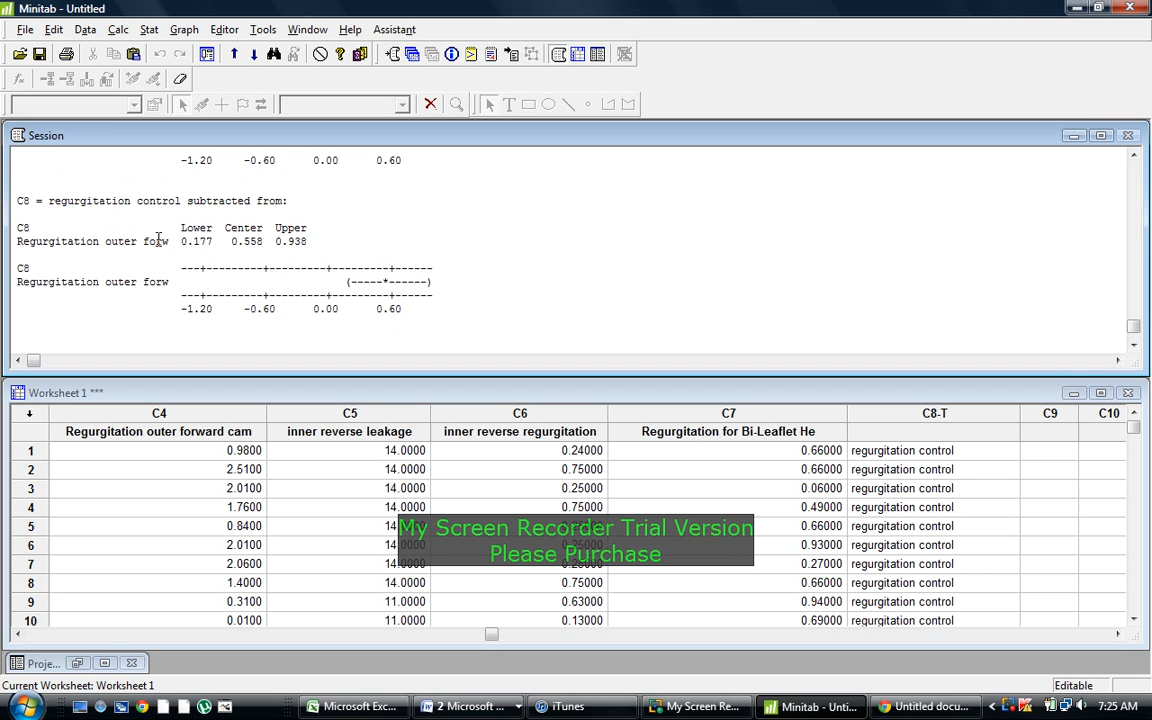 Minitab - Untitled
File Edit Data Calc Stat Graph Editor Tools Window Help Assistant
Session
-1.20 -0.60 0.00 0.60
C8 = regurgitation control subtracted from:
C8 Lower Center Upper
Regurgitation outer forw 0.177 0.558 0.938
C8 ---+---------+---------+---------+------
Regurgitation outer forw (-----*------)
---+---------+---------+---------+------
-1.20 -0.60 0.00 0.60
Worksheet 1 ***
C4 C5 C6 C7 C8-T C9 C10
Regurgitation outer forward cam inner reverse leakage inner reverse regurgitation Regurgitation for Bi-Leaflet He
1 0.9800 14.0000 0.24000 0.66000 regurgitation control
2 2.5100 14.0000 0.75000 0.66000 regurgitation control
3 2.0100 14.0000 0.25000 0.06000 regurgitation control
4 1.7600 14.0000 0.75000 0.49000 regurgitation control
5 0.8400 0.66000 regurgitation control
My Screen Recorder Trial Version
6 2.0100 14.0000 0.93000 regurgitation control
Please Purchase
7 2.0600 0.27000 regurgitation control
8 1.4000 14.0000 0.75000 0.66000 regurgitation control
9 0.3100 11.0000 0.63000 0.94000 regurgitation control
10 0.0100 11.0000 0.13000 0.69000 regurgitation control
Proje...
Current Worksheet: Worksheet 1 Editable
Microsoft Exc... 2 Microsoft ... iTunes My Screen Re... Minitab - Unti... Untitled docu... 7:25 AM